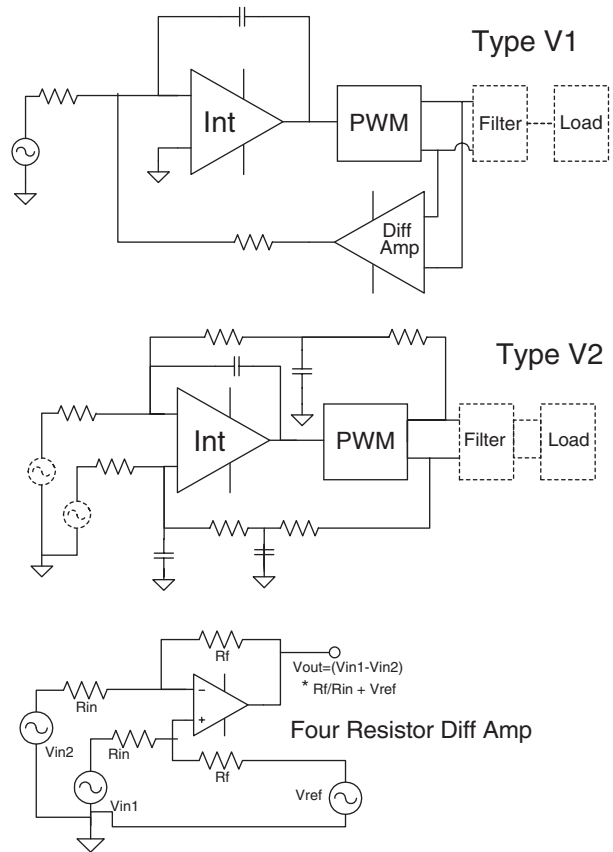 Type V1
Int
PWM
Filter
Load
Diff
Amp
Type V2
Int
PWM
Filter
Load
Rf
Vout=(Vin1-Vin2)
* Rf/Rin + Vref
Rin
−
+
Four Resistor Diff Amp
Vin2
Rin
Rf
Vin1
Vref